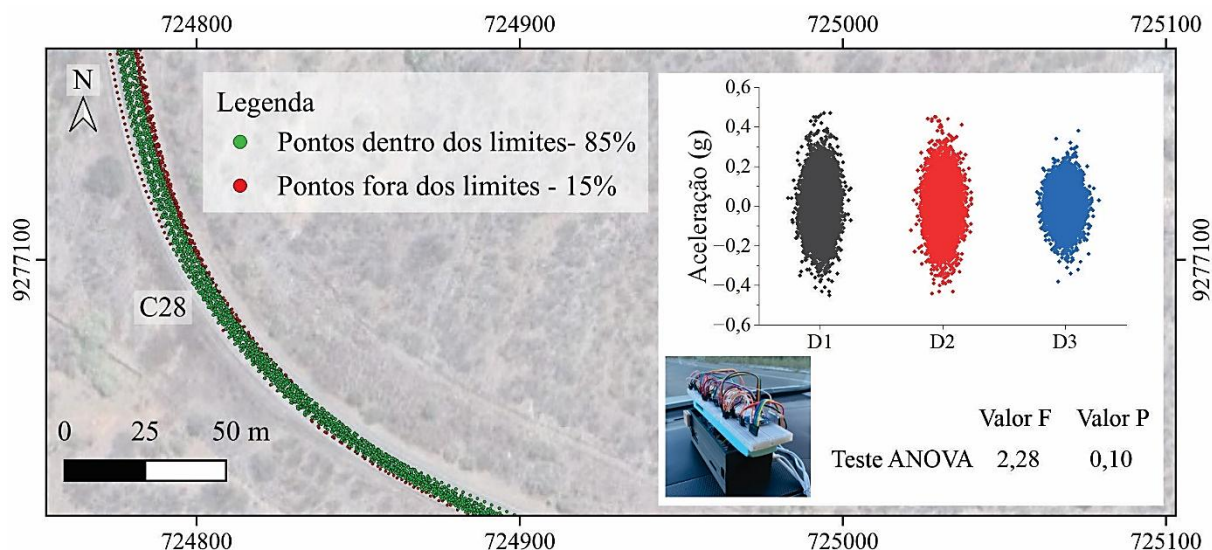 724800 724900 725000 725100
N
Legenda
Pontos dentro dos limites- 85%
Pontos fora dos limites - 15%
9277100
C28
0 25 50 m
Aceleração (g)
0,6
0,4
0,2
0,0
−0,2
−0,4
−0,6
D1 D2 D3
Valor F Valor P
Teste ANOVA 2,28 0,10
9277100
724800 724900 725000 725100